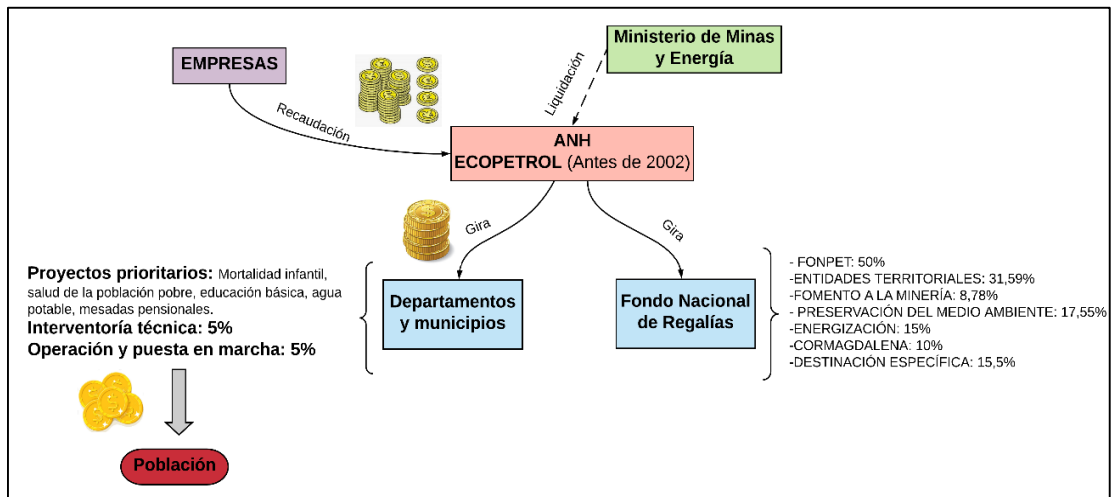 EMPRESAS
Ministerio de Minas
y Energía
Recaudación
Liquidación
ANH
ECOPETROL (Antes de 2002)
Gira
Gira
Proyectos prioritarios: Mortalidad infantil,
salud de la población pobre, educación básica, agua
potable, mesadas pensionales.
Interventoría técnica: 5%
Operación y puesta en marcha: 5%
Departamentos
y municipios
Fondo Nacional
de Regalías
- FONPET: 50%
-ENTIDADES TERRITORIALES: 31,59%
-FOMENTO A LA MINERÍA: 8,78%
- PRESERVACIÓN DEL MEDIO AMBIENTE: 17,55%
-ENERGIZACIÓN: 15%
-CORMAGDALENA: 10%
-DESTINACIÓN ESPECÍFICA: 15,5%
Población